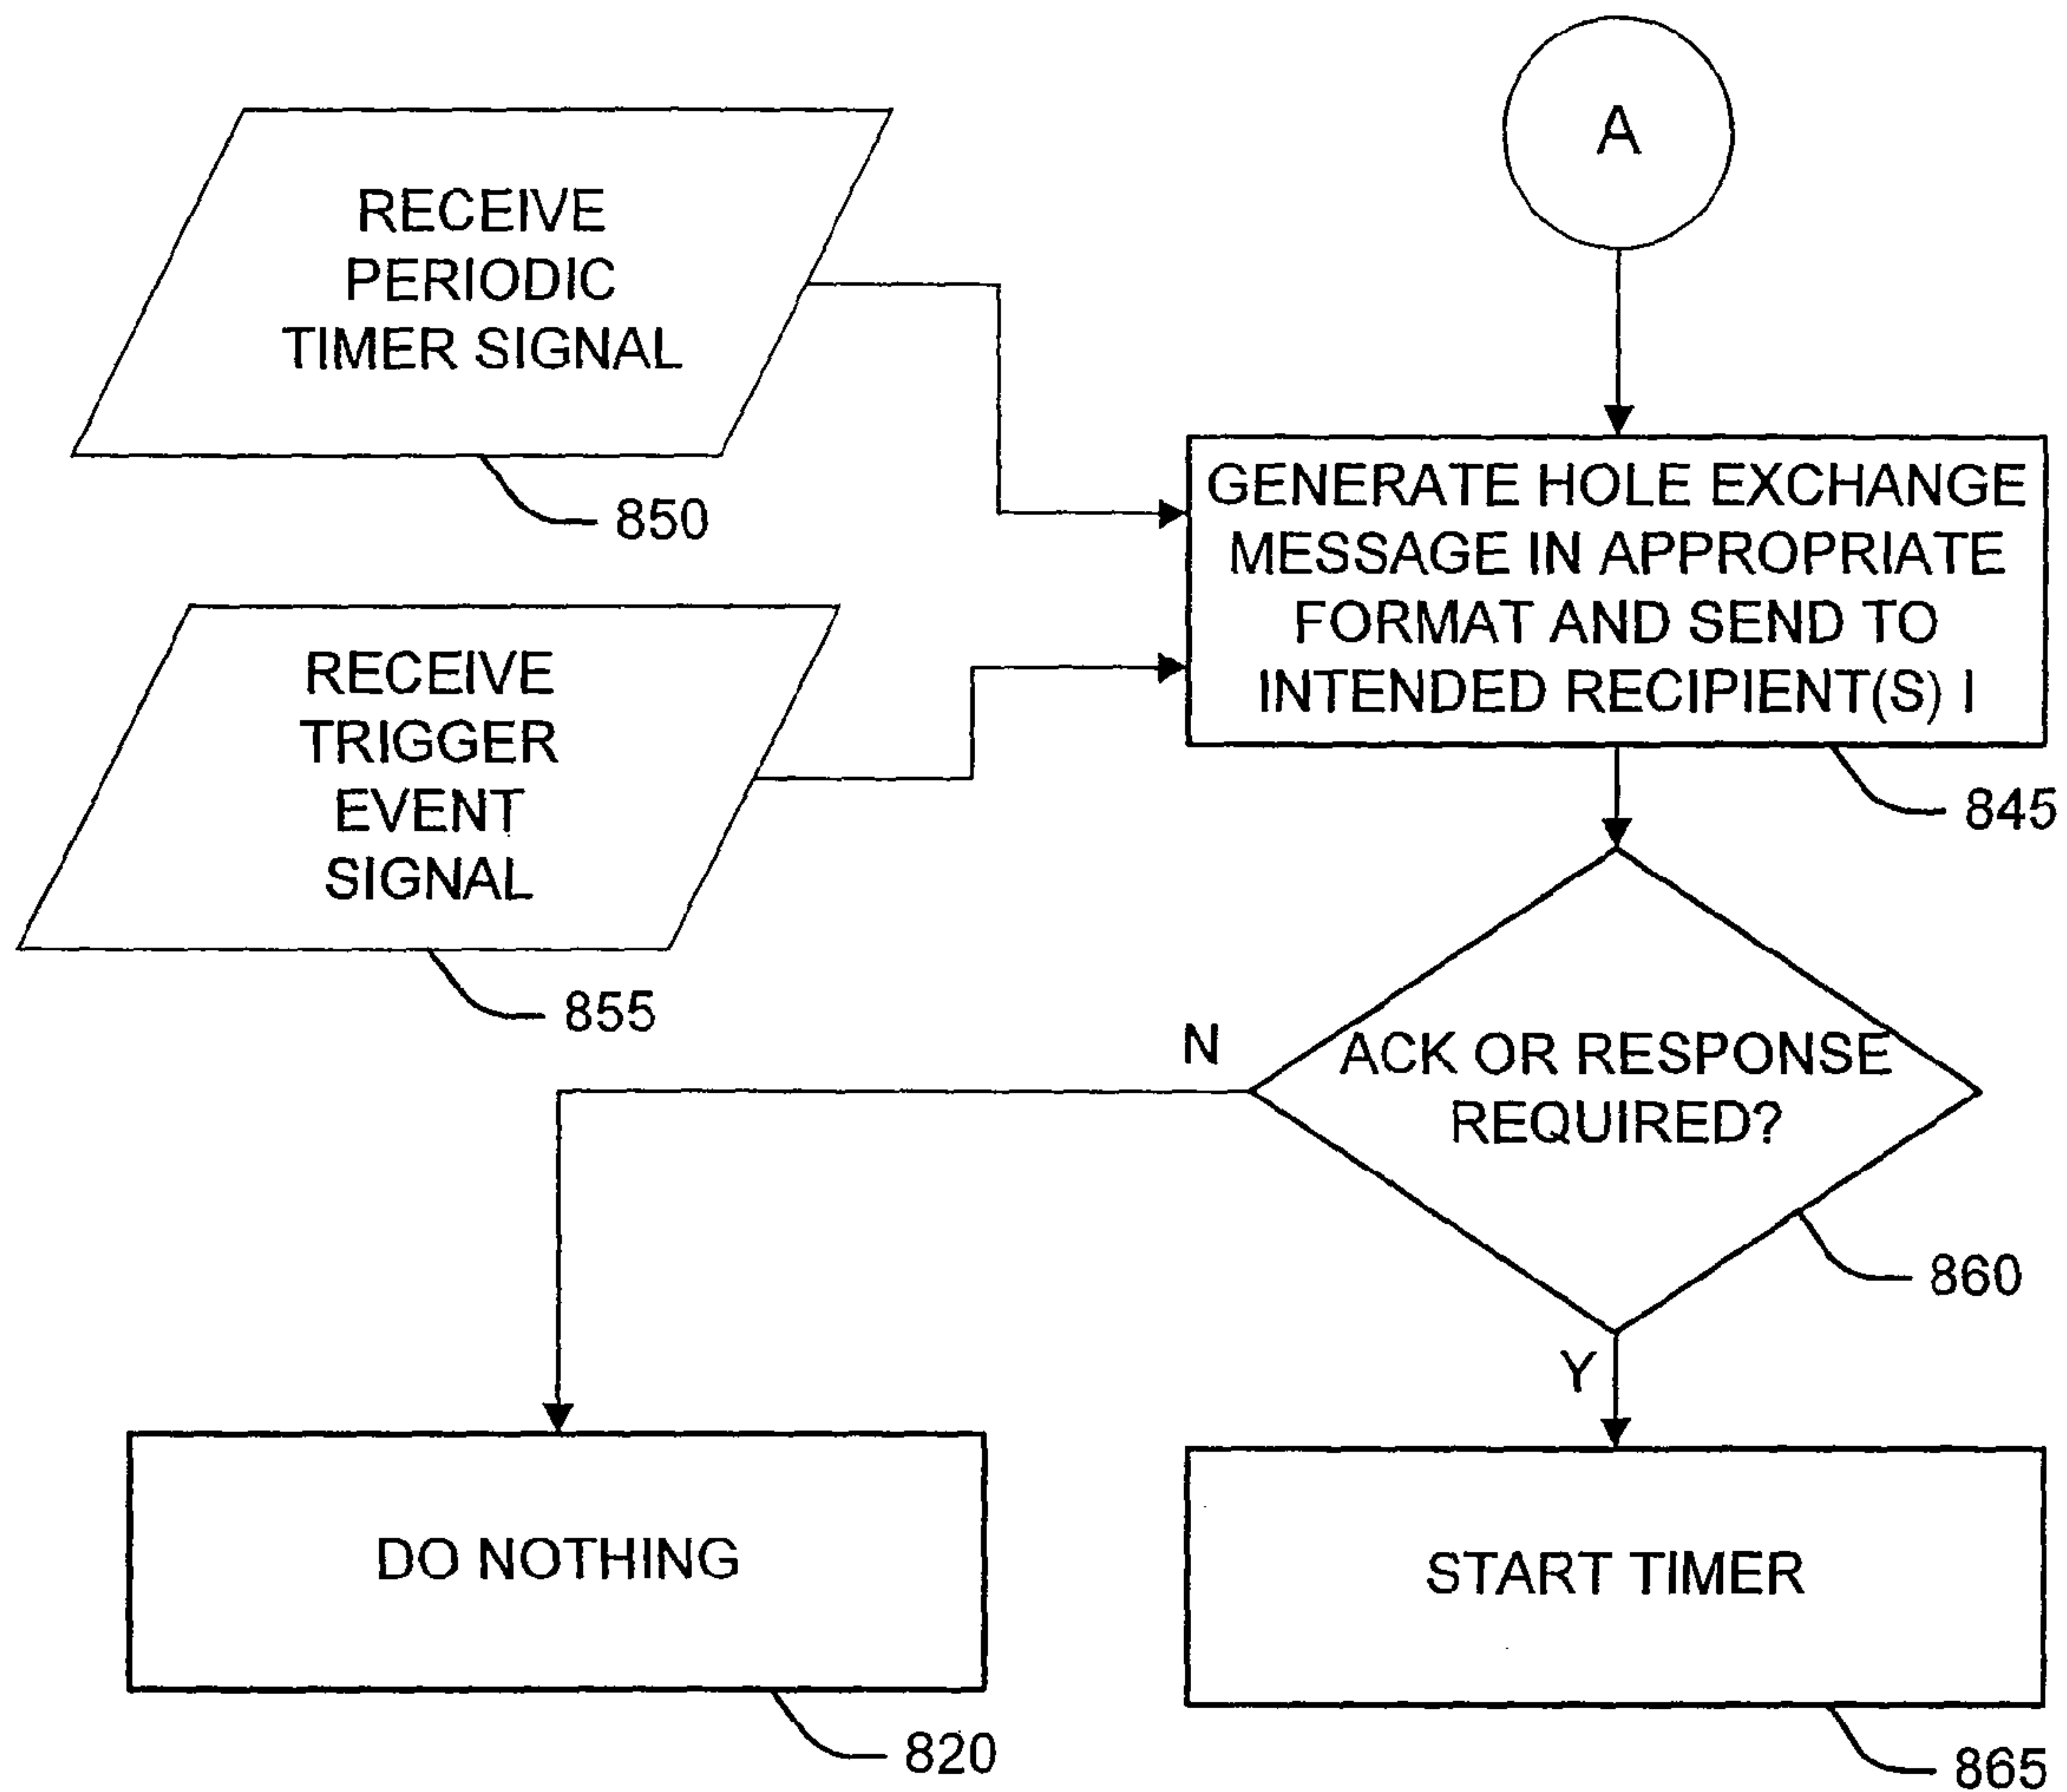 A
RECEIVE
PERIODIC
TIMER SIGNAL
850
GENERATE HOLE EXCHANGE
MESSAGE IN APPROPRIATE
FORMAT AND SEND TO
INTENDED RECIPIENT(S) I
845
RECEIVE
TRIGGER
EVENT
SIGNAL
855
N
ACK OR RESPONSE
REQUIRED?
860
Y
DO NOTHING
820
START TIMER
865